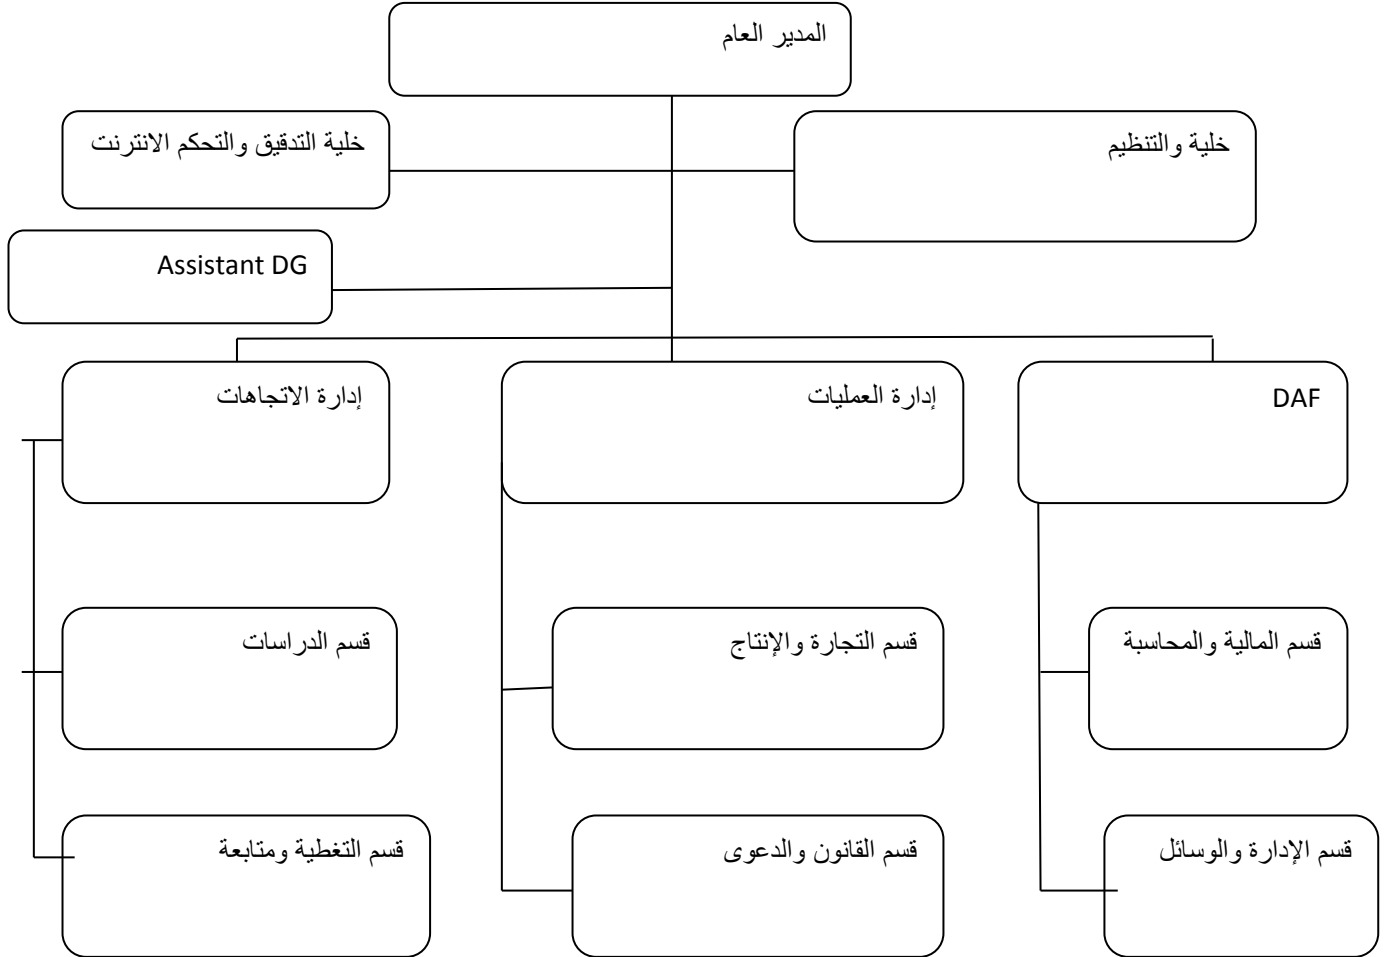 المدير العام
خلية والتنظيم
خلية التدقيق والتحكم الانترنت
Assistant DG
DAF
إدارة العمليات
إدارة الاتجاهات
قسم المالية والمحاسبة
قسم التجارة والإنتاج
قسم الدراسات
قسم الإدارة والوسائل
قسم القانون والدعوى
قسم التغطية ومتابعة